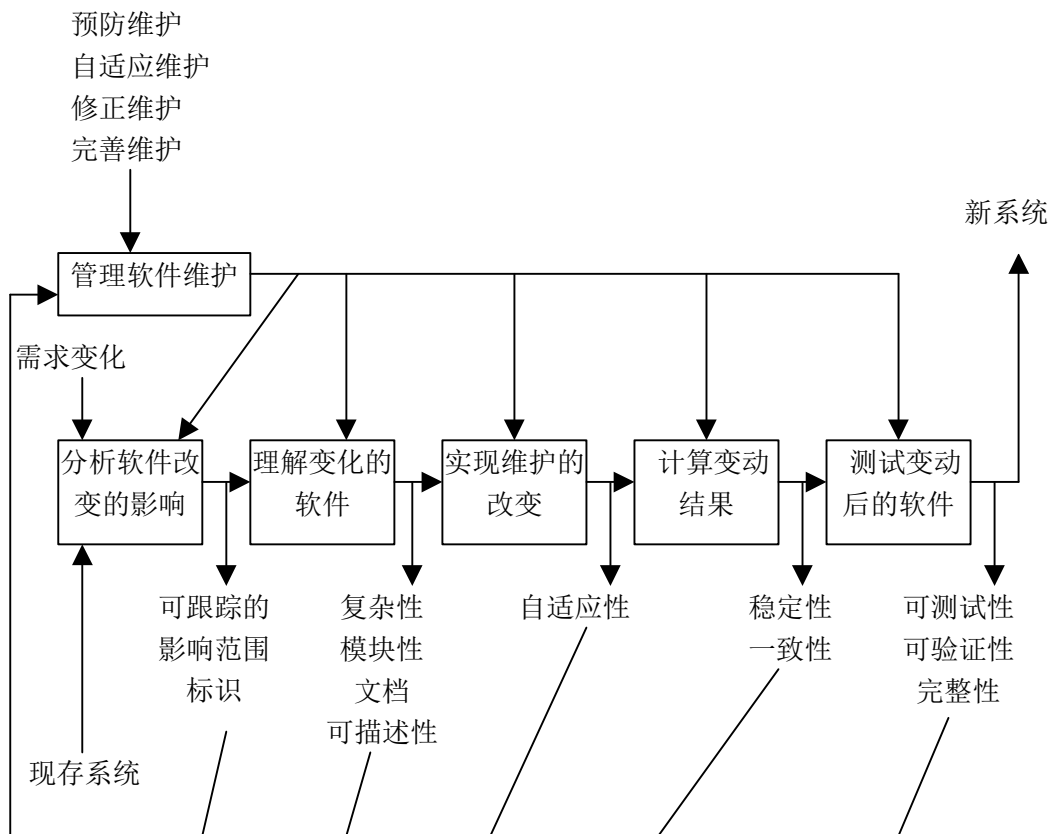 预防维护
自适应维护
修正维护
完善维护
新系统
管理软件维护
需求变化
分析软件改
变的影响
理解变化的
软件
实现维护的
改变
计算变动
结果
测试变动
后的软件
可跟踪的
影响范围
标识
复杂性
模块性
文档
可描述性
自适应性
稳定性
一致性
可测试性
可验证性
完整性
现存系统